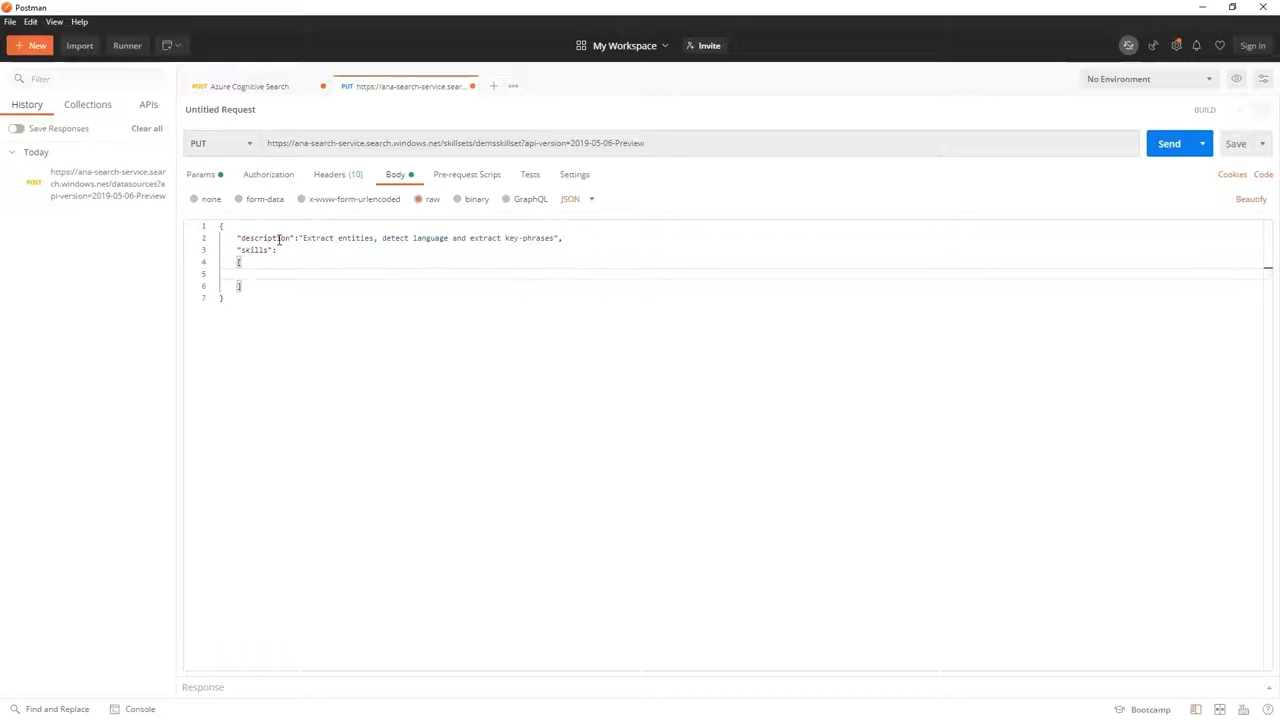 Postman
File Edit View Help
New Import Runner My Workspace Invite Sign In
Filter
POST Azure Cognitive Search PUT https://ana-search-service.sear... No Environment
History Collections APIs
Untitled Request BUILD
Save Responses Clear all
PUT https://ana-search-service.search.windows.net/skillsets/demsskillset?api-version=2019-05-06-Preview Send Save
Today
POST https://ana-search-service.sear
ch.windows.net/datasources?a
pi-version=2019-05-06-Preview
Params Authorization Headers (10) Body Pre-request Script Tests Settings Cookies Code
none form-data x-www-form-urlencoded raw binary GraphQL JSON Beautify
1 {
2 "description":"Extract entities, detect language and extract key-phrases",
3 "skills":
4 [
5
6 ]
7 }
Response
Find and Replace Console Bootcamp